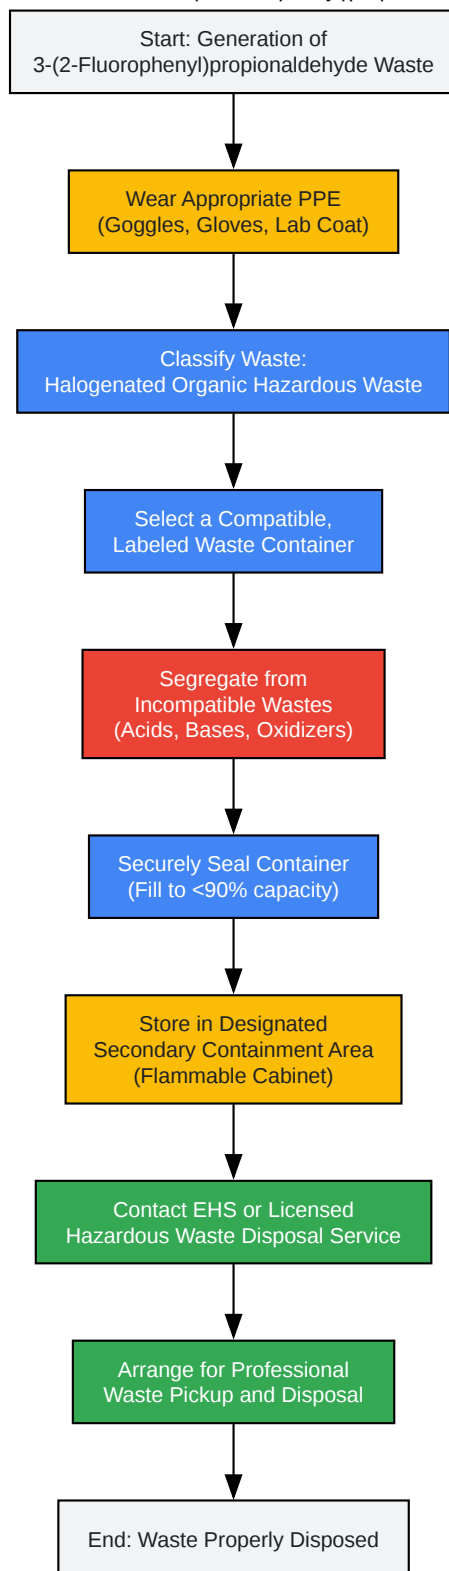 Start: Generation of
3-(2-Fluorophenyl)propionaldehyde Waste
Wear Appropriate PPE
(Goggles, Gloves, Lab Coat)
Classify Waste:
Halogenated Organic Hazardous Waste
Select a Compatible,
Labeled Waste Container
Segregate from
Incompatible Wastes
(Acids, Bases, Oxidizers)
Securely Seal Container
(Fill to <90% capacity)
Store in Designated
Secondary Containment Area
(Flammable Cabinet)
Contact EHS or Licensed
Hazardous Waste Disposal Service
Arrange for Professional
Waste Pickup and Disposal
End: Waste Properly Disposed